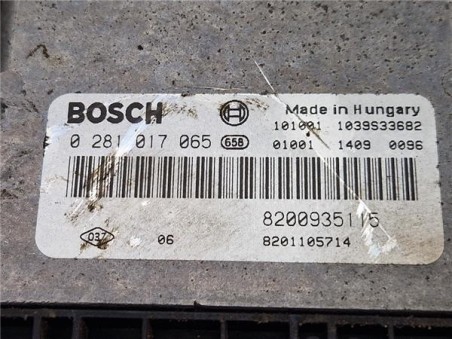 BOSCH Made in Hungary
101001 1039S33682
0 281 017 065 658 01001 1409 0096
8200935115
037 06 8201105714